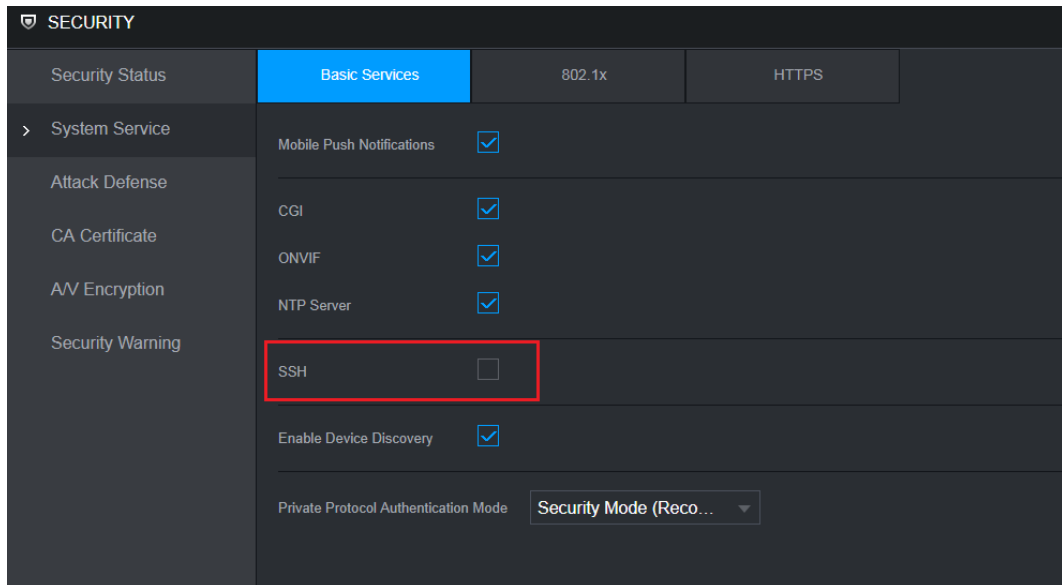 SECURITY
Security Status
System Service
Attack Defense
CA Certificate
A/V Encryption
Security Warning
Basic Services
802.1x
HTTPS
Mobile Push Notifications
CGI
ONVIF
NTP Server
SSH
Enable Device Discovery
Private Protocol Authentication Mode
Security Mode (Reco...